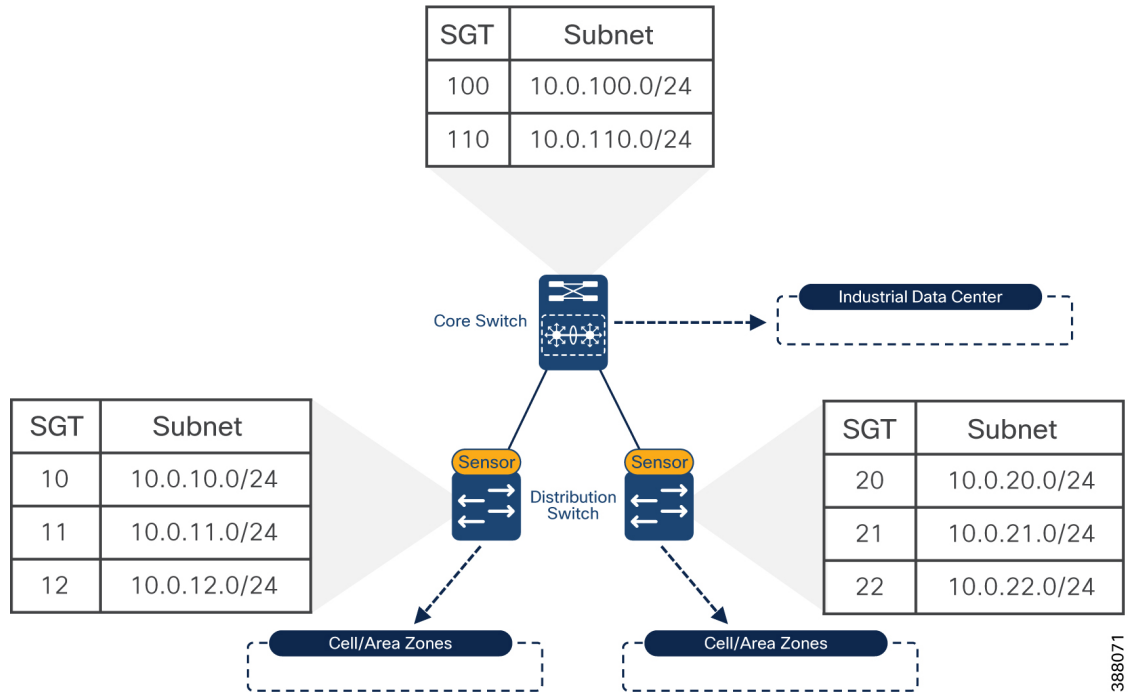 SGT Subnet
100 10.0.100.0/24
110 10.0.110.0/24
Core Switch
Industrial Data Center
SGT Subnet
10 10.0.10.0/24
11 10.0.11.0/24
12 10.0.12.0/24
Sensor
Sensor
Distribution
Switch
SGT Subnet
20 10.0.20.0/24
21 10.0.21.0/24
22 10.0.22.0/24
Cell/Area Zones
Cell/Area Zones
388071